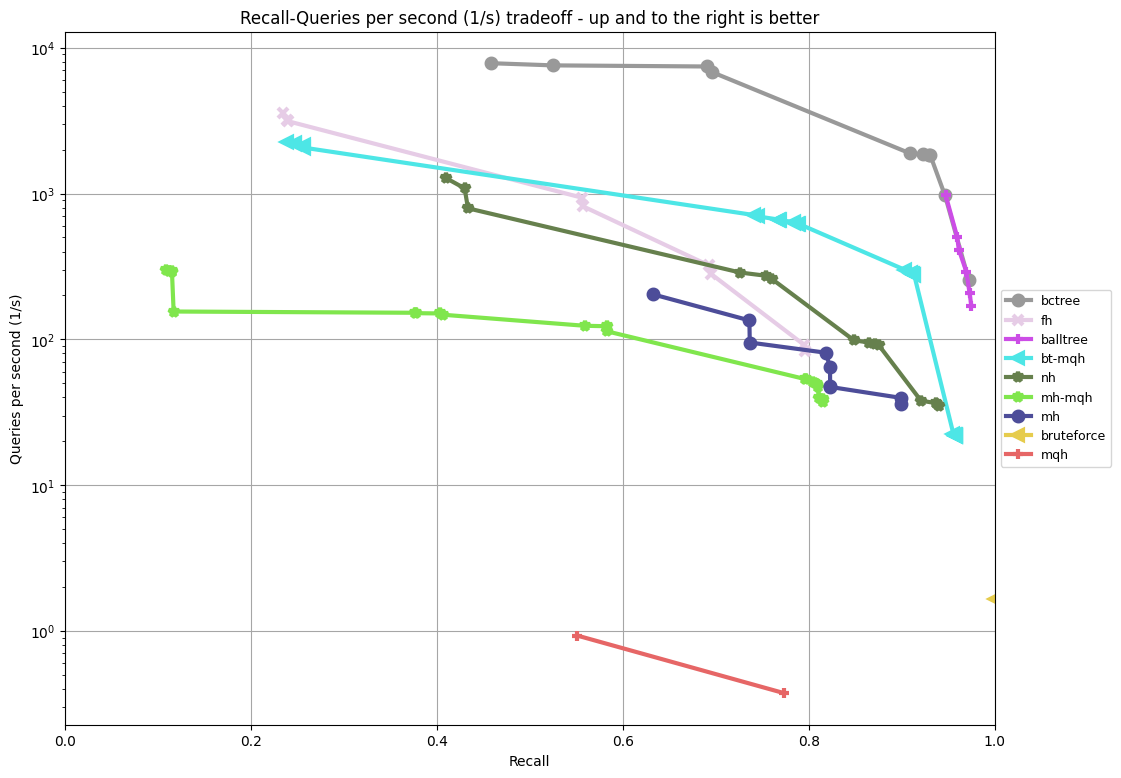 Recall-Queries per second (1/s) tradeoff - up and to the right is better
10^4
10^3
10^2
10^1
10^0
Queries per second (1/s)
0.0 0.2 0.4 0.6 0.8 1.0
Recall
bctree
fh
balltree
bt-mqh
nh
mh-mqh
mh
bruteforce
mqh